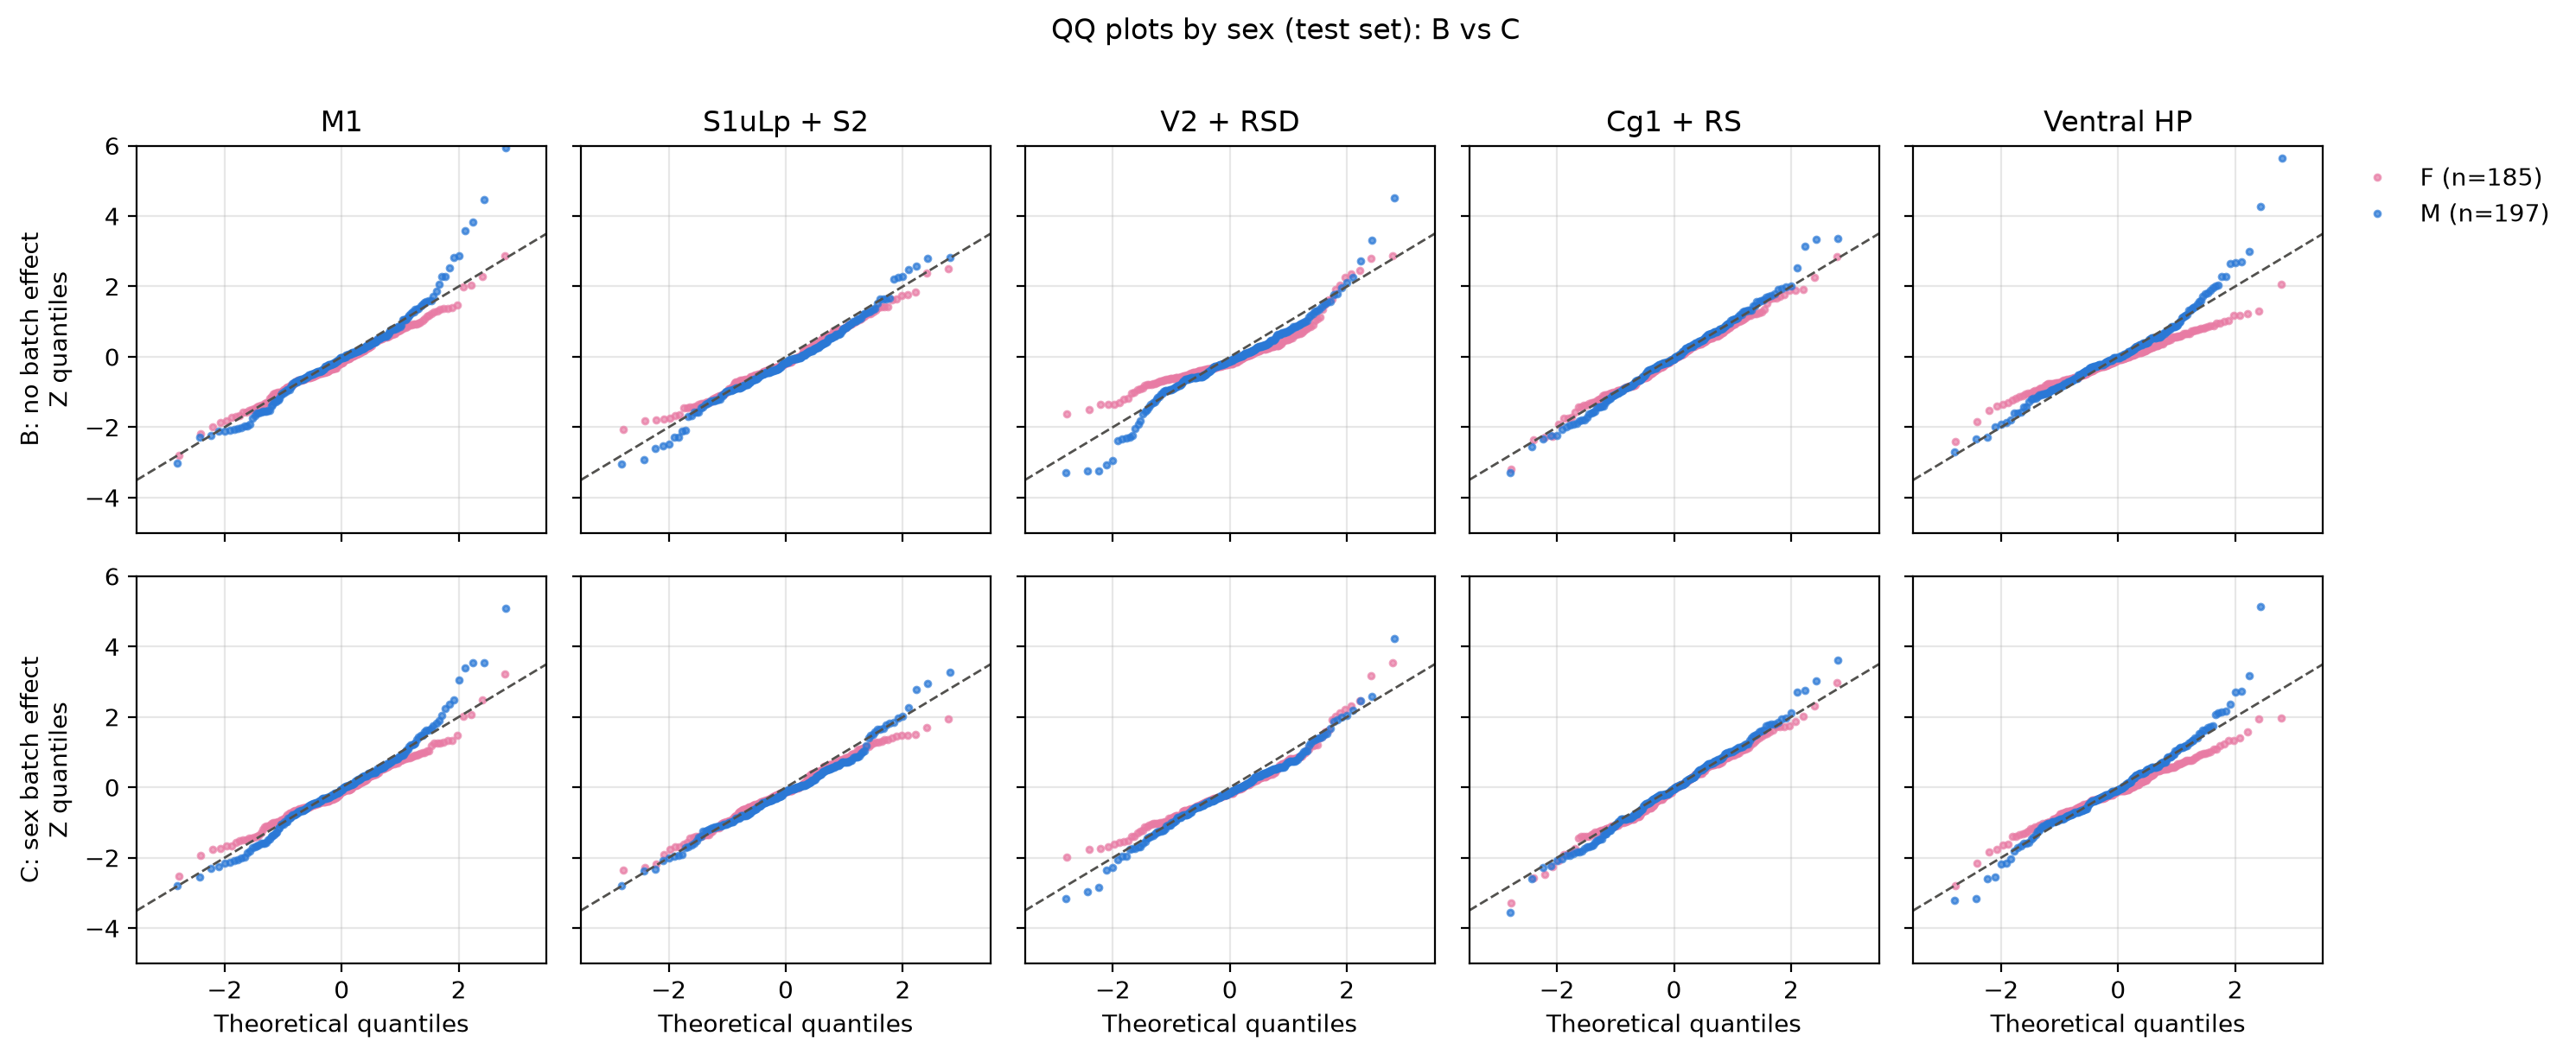 QQ plots by sex (test set): B vs C
M1
S1uLp + S2
V2 + RSD
Cg1 + RS
Ventral HP
B: no batch effect
Z quantiles
6
4
2
0
−2
−4
F (n=185)
M (n=197)
C: sex batch effect
Z quantiles
6
4
2
0
−2
−4
−2 0 2
−2 0 2
−2 0 2
−2 0 2
−2 0 2
Theoretical quantiles
Theoretical quantiles
Theoretical quantiles
Theoretical quantiles
Theoretical quantiles